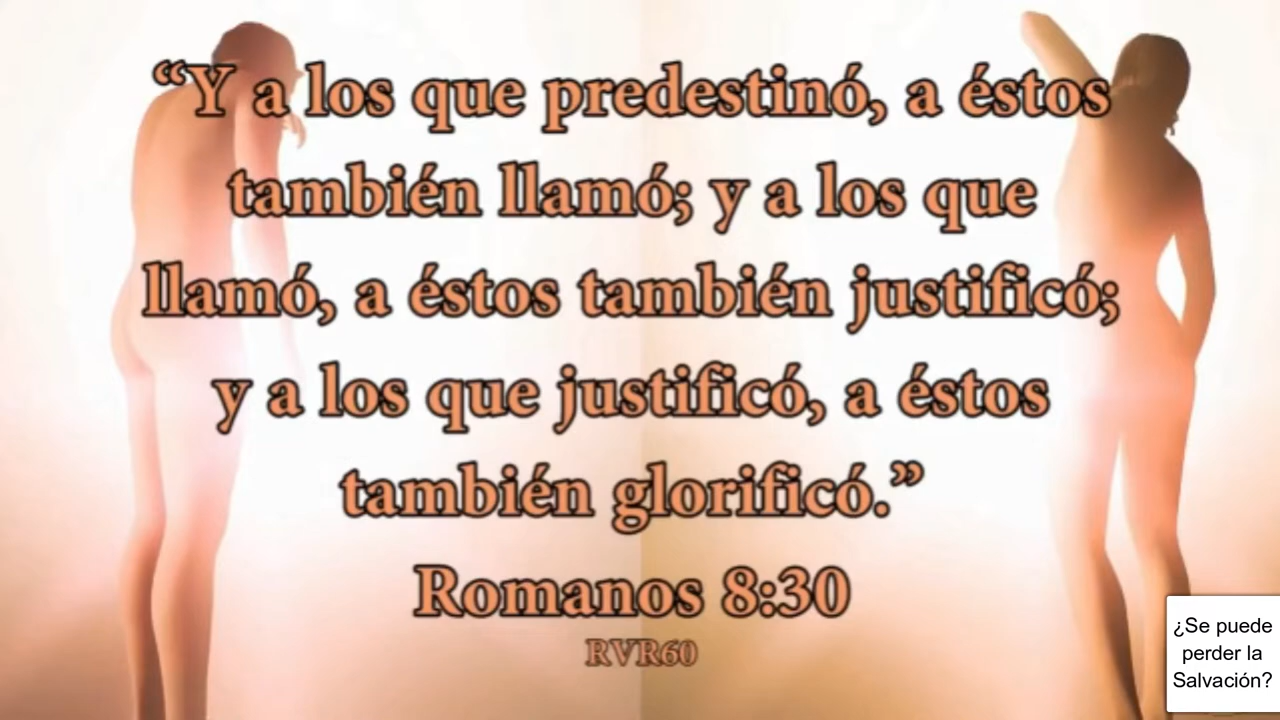 “Y a los que predestinó, a éstos
también llamó; y a los que
llamó, a éstos también justificó;
y a los que justificó, a éstos
también glorificó.”
Romanos 8:30
RVR60
¿Se puede
perder la
Salvación?